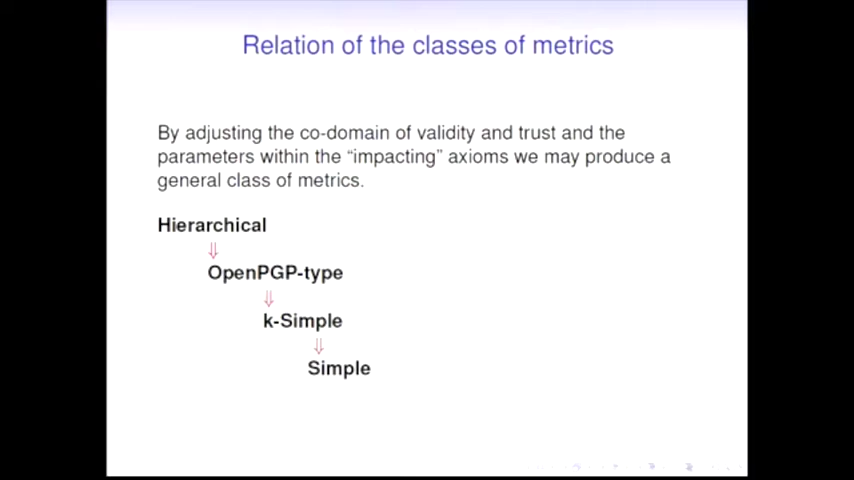 Relation of the classes of metrics
By adjusting the co-domain of validity and trust and the
parameters within the “impacting” axioms we may produce a
general class of metrics.
Hierarchical
⇓
OpenPGP-type
⇓
k-Simple
⇓
Simple